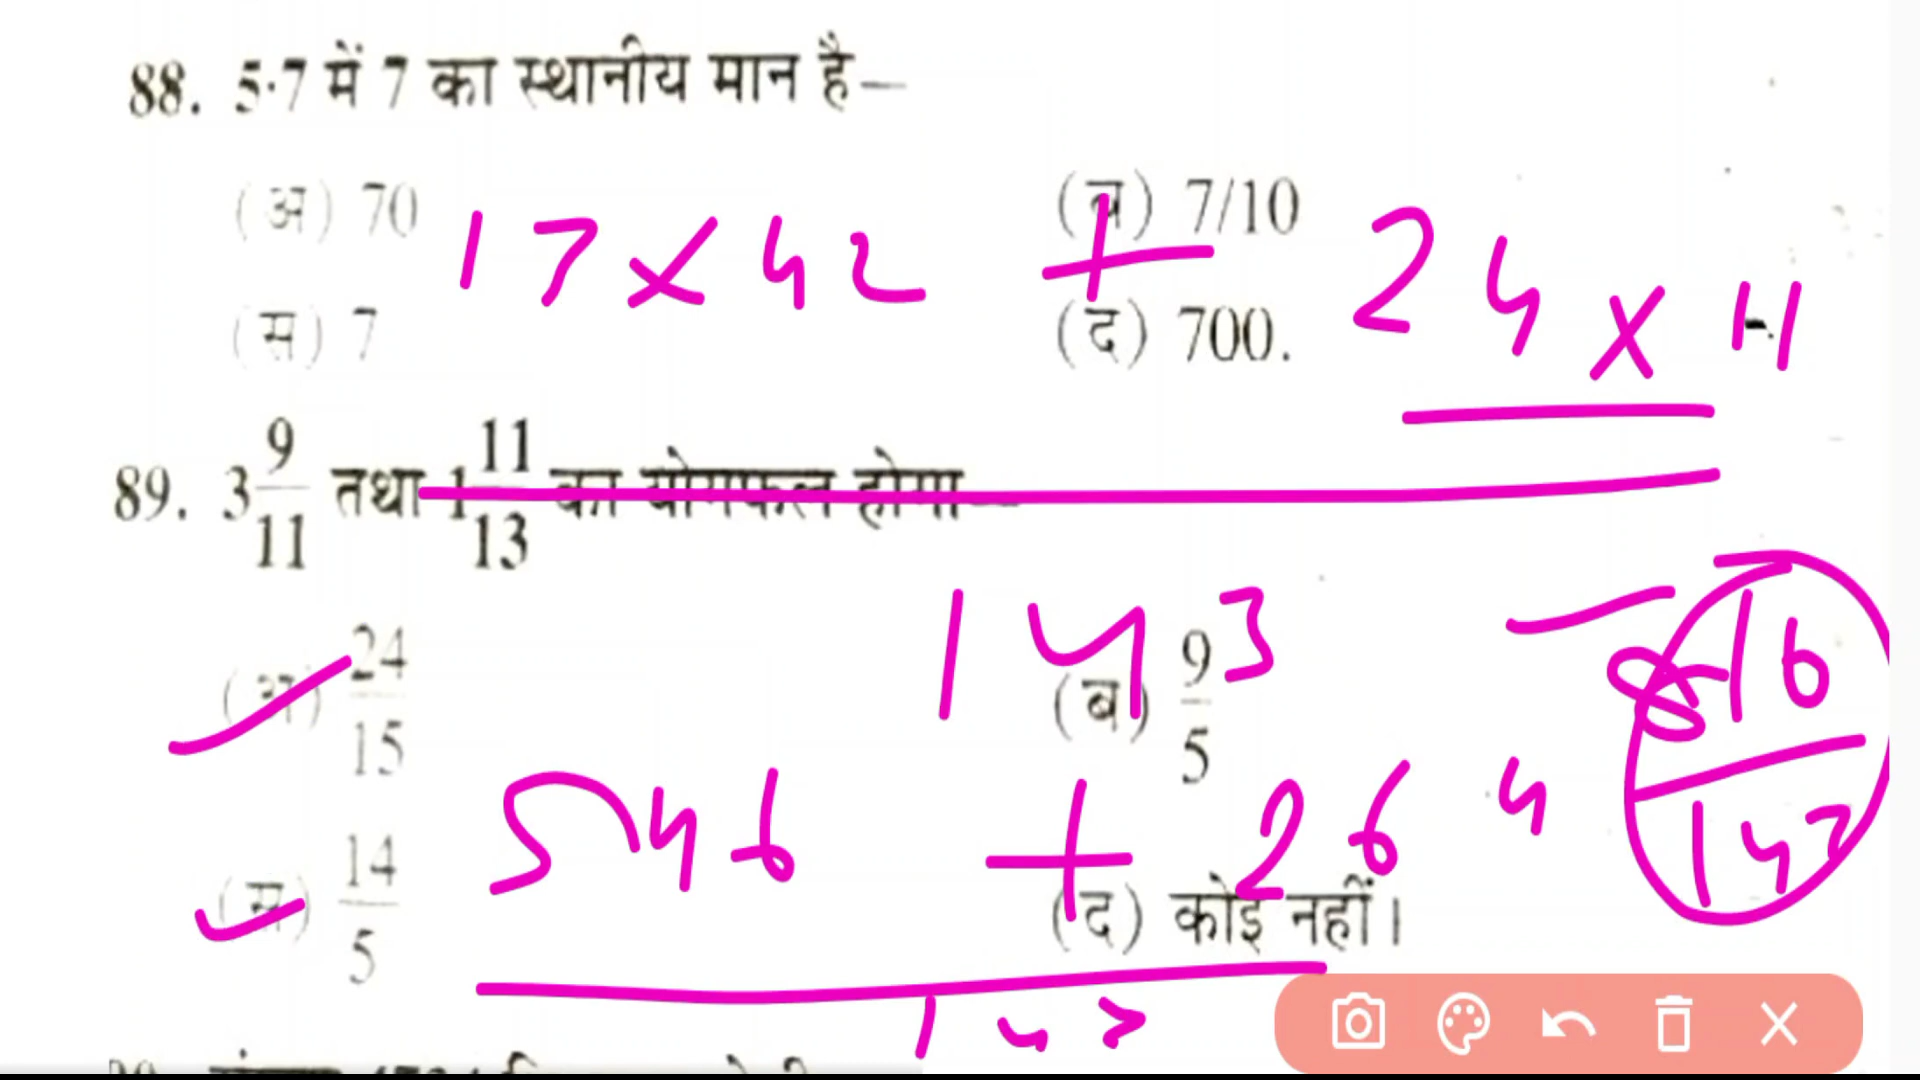 88. 5·7 में 7 का स्थानीय मान है—
(अ) 70 (ब) 7/10
17 × 42 + 24 × 11
(स) 7 (द) 700.
89. 3 9/11 तथा 1 11/13 का योगफल होगा—
143
(अ) 24/15 (ब) 9/5
816/143
546 + 264
(स) 14/5 (द) कोई नहीं।